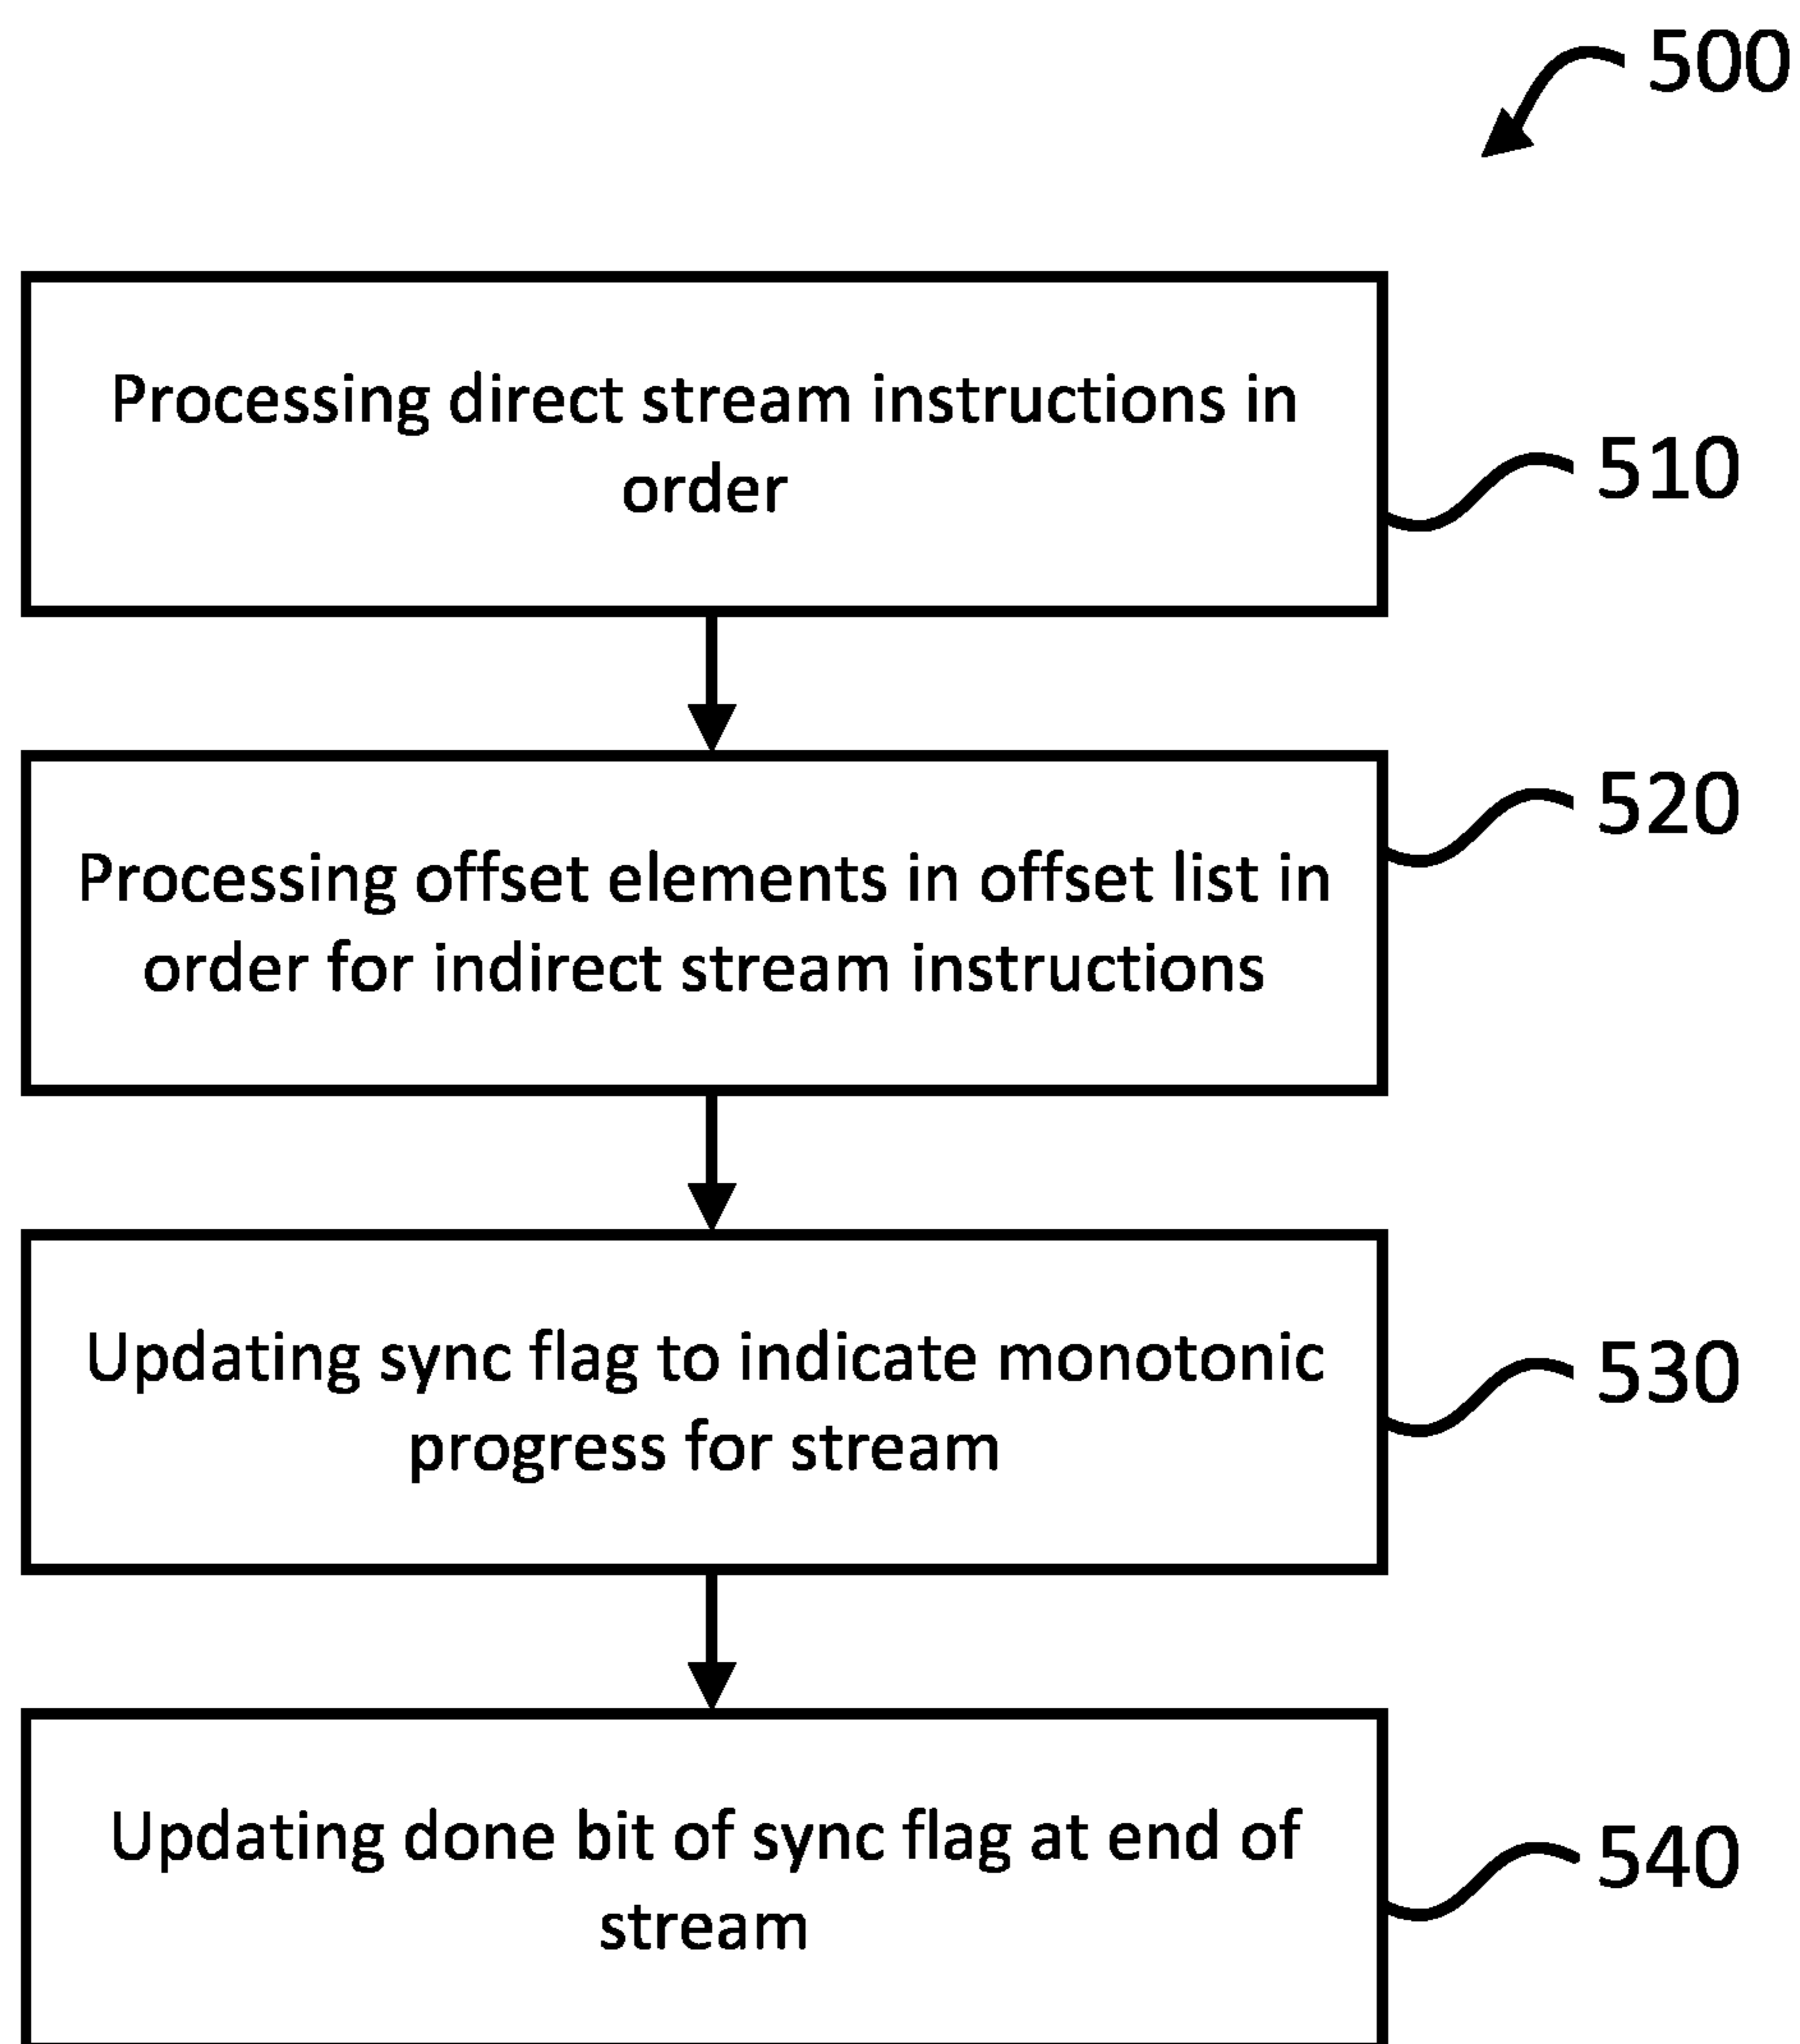 500
Processing direct stream instructions in
order
510
520
Processing offset elements in offset list in
order for indirect stream instructions
Updating sync flag to indicate monotonic
progress for stream
530
Updating done bit of sync flag at end of
stream
540